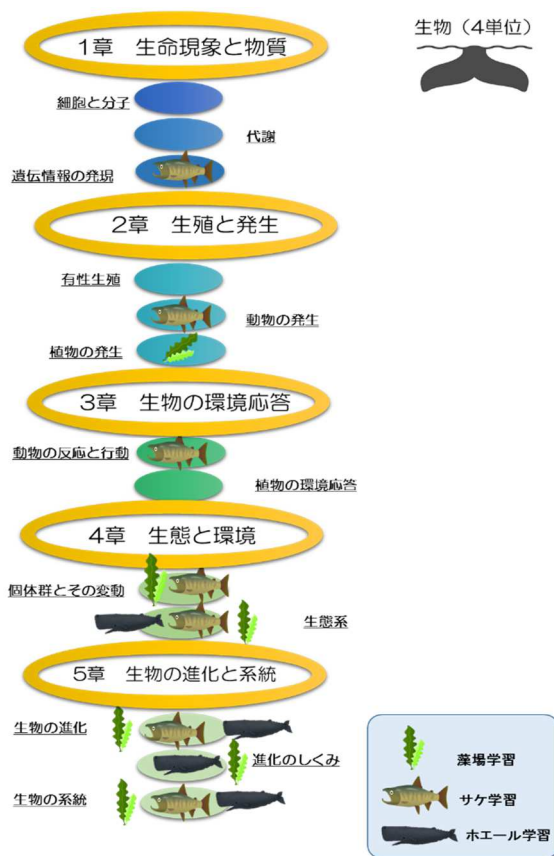 生物（4単位）
1章　生命現象と物質
細胞と分子
代謝
遺伝情報の発現
2章　生殖と発生
有性生殖
動物の発生
植物の発生
3章　生物の環境応答
動物の反応と行動
植物の環境応答
4章　生態と環境
個体群とその変動
生態系
5章　生物の進化と系統
生物の進化
進化のしくみ
生物の系統
藻場学習
サケ学習
ホエール学習